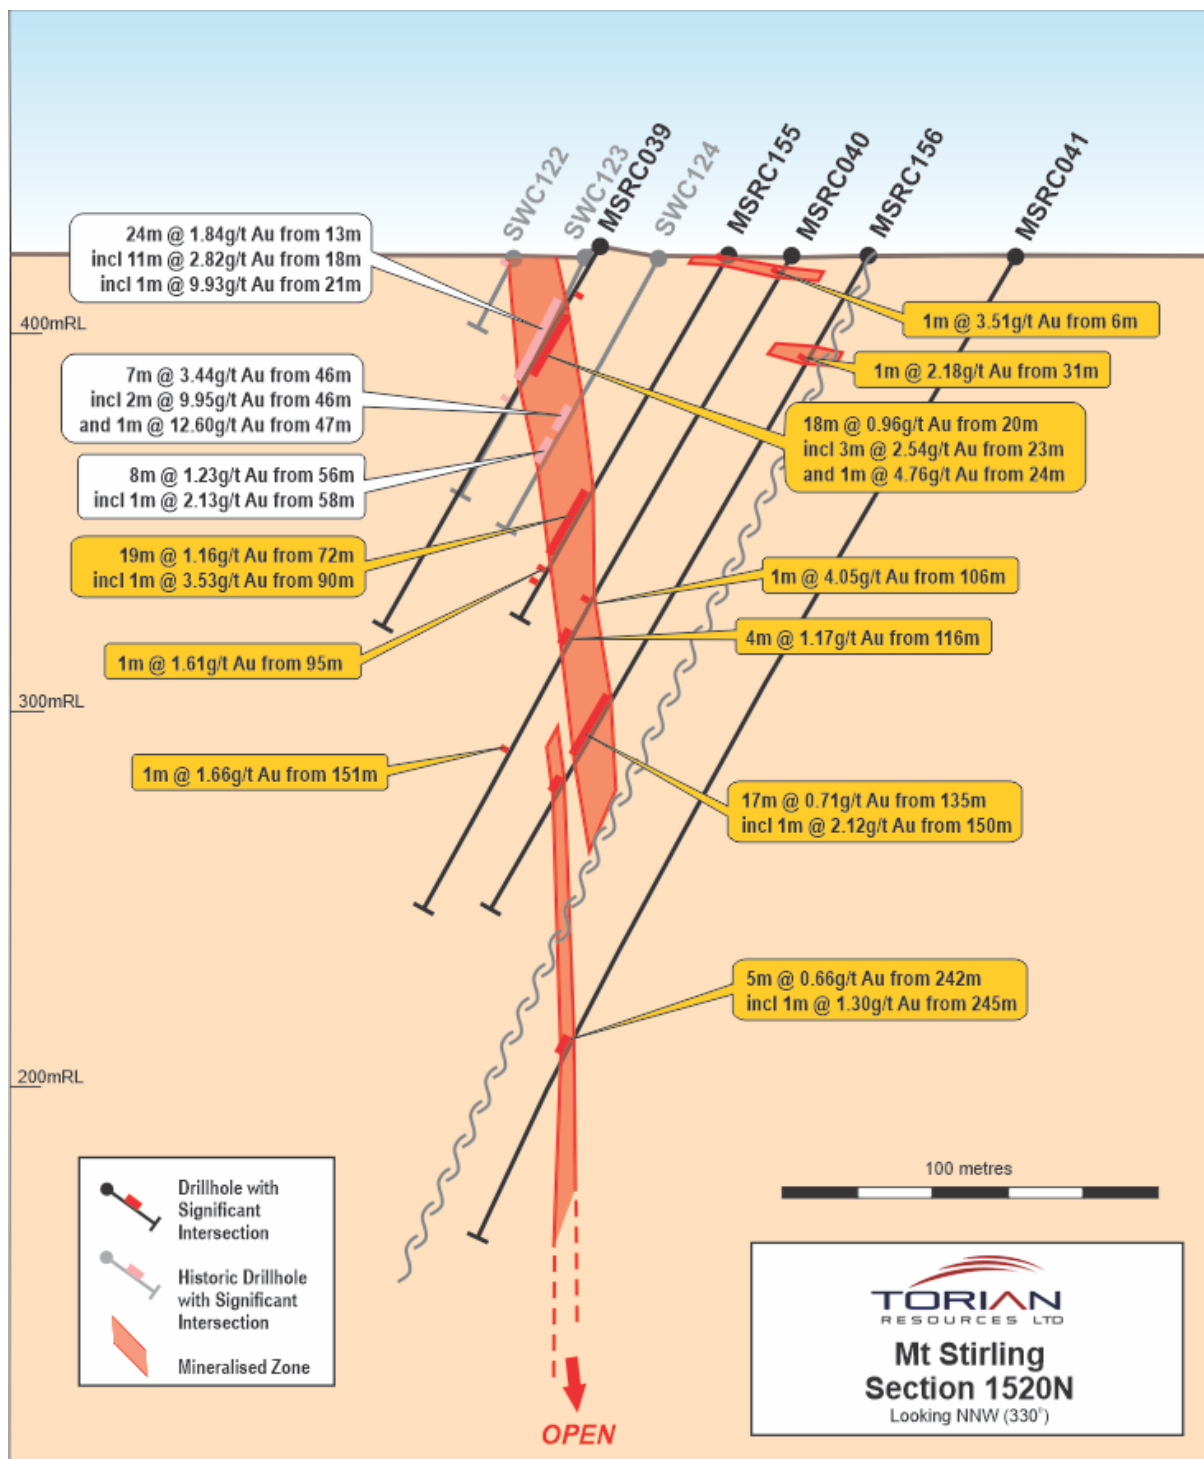 SWC122
SWC123
MSRC039
SWC124
MSRC155
MSRC040
MSRC156
MSRC041
24m @ 1.84g/t Au from 13m
incl 11m @ 2.82g/t Au from 18m
incl 1m @ 9.93g/t Au from 21m
400mRL
1m @ 3.51g/t Au from 6m
1m @ 2.18g/t Au from 31m
7m @ 3.44g/t Au from 46m
incl 2m @ 9.95g/t Au from 46m
and 1m @ 12.60g/t Au from 47m
18m @ 0.96g/t Au from 20m
incl 3m @ 2.54g/t Au from 23m
and 1m @ 4.76g/t Au from 24m
8m @ 1.23g/t Au from 56m
incl 1m @ 2.13g/t Au from 58m
19m @ 1.16g/t Au from 72m
incl 1m @ 3.53g/t Au from 90m
1m @ 4.05g/t Au from 106m
4m @ 1.17g/t Au from 116m
1m @ 1.61g/t Au from 95m
300mRL
1m @ 1.66g/t Au from 151m
17m @ 0.71g/t Au from 135m
incl 1m @ 2.12g/t Au from 150m
5m @ 0.66g/t Au from 242m
incl 1m @ 1.30g/t Au from 245m
200mRL
100 metres
Drillhole with
Significant
Intersection
Historic Drillhole
with Significant
Intersection
Mineralised Zone
TORIAN
RESOURCES LTD
Mt Stirling
Section 1520N
Looking NNW (330°)
OPEN